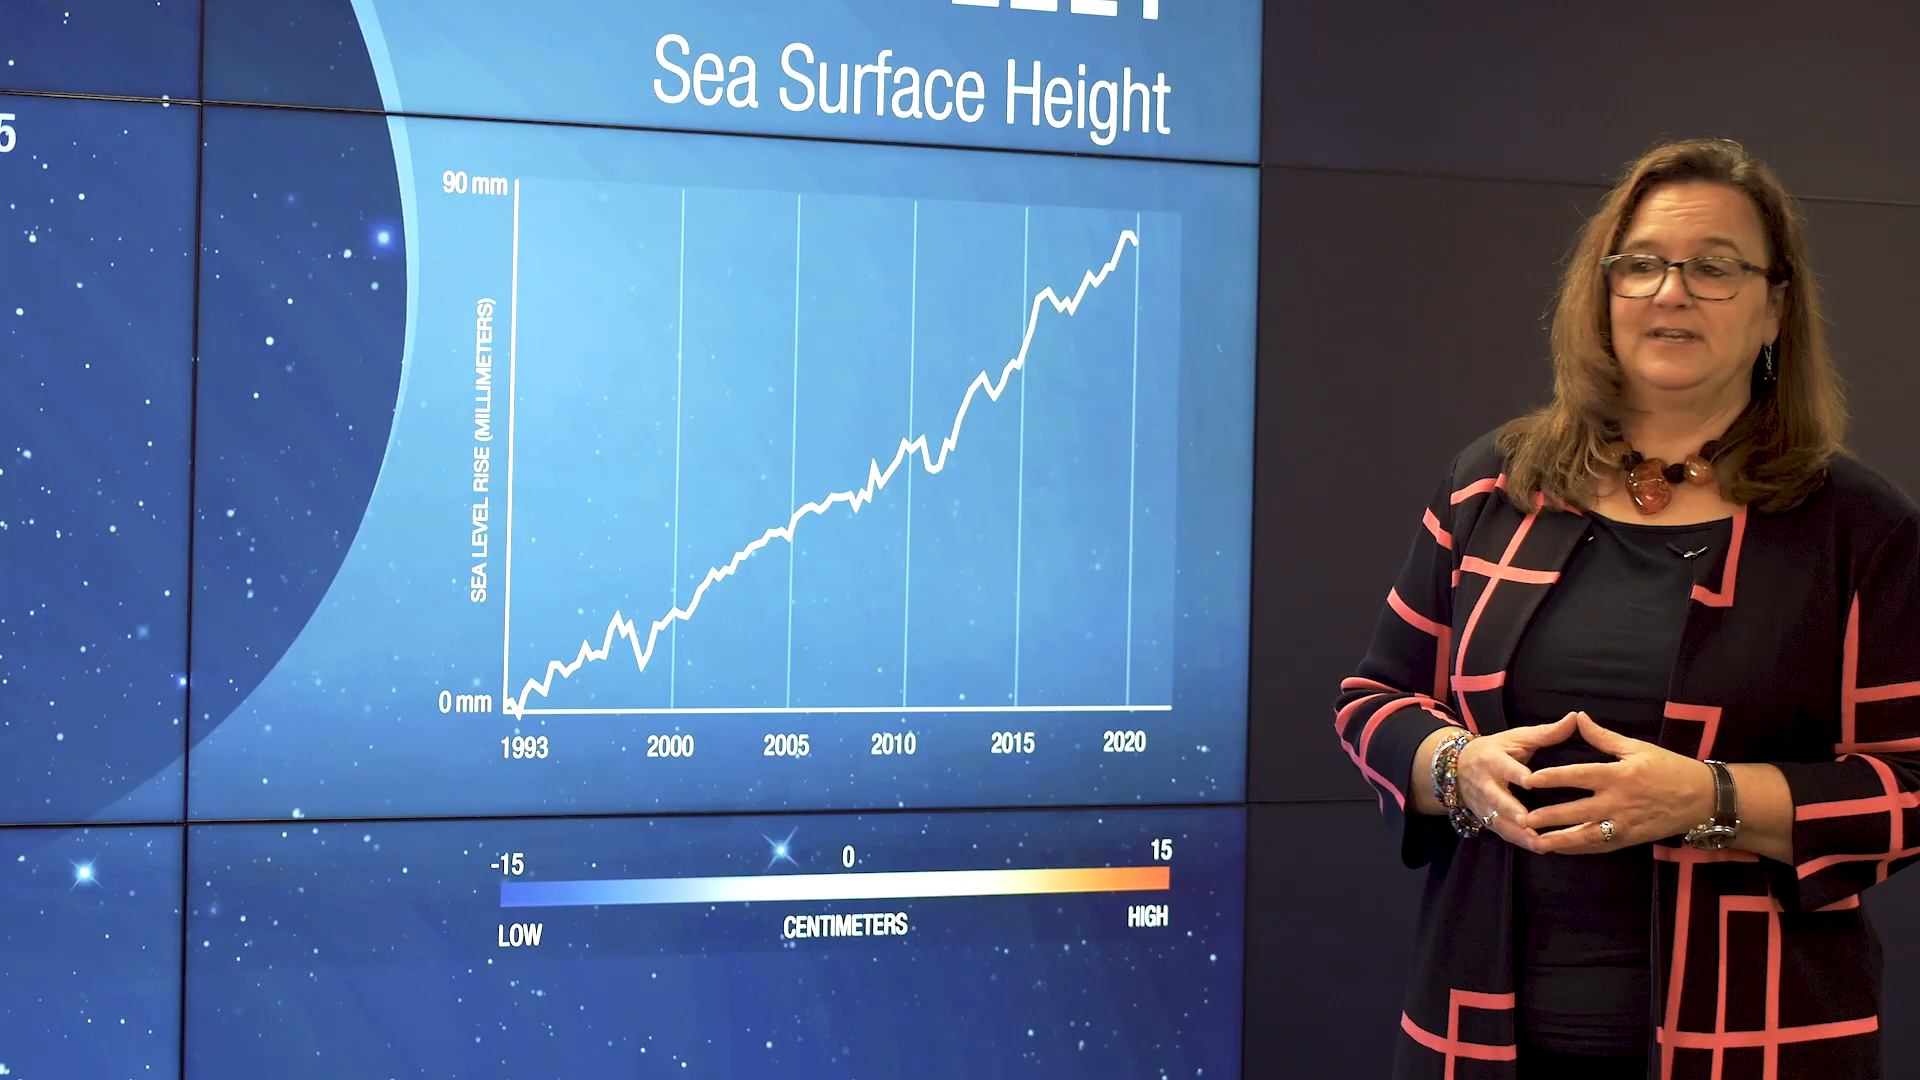 5
Sea Surface Height
90 mm
SEA LEVEL RISE (MILLIMETERS)
0 mm
1993 2000 2005 2010 2015 2020
-15 0 15
LOW CENTIMETERS HIGH